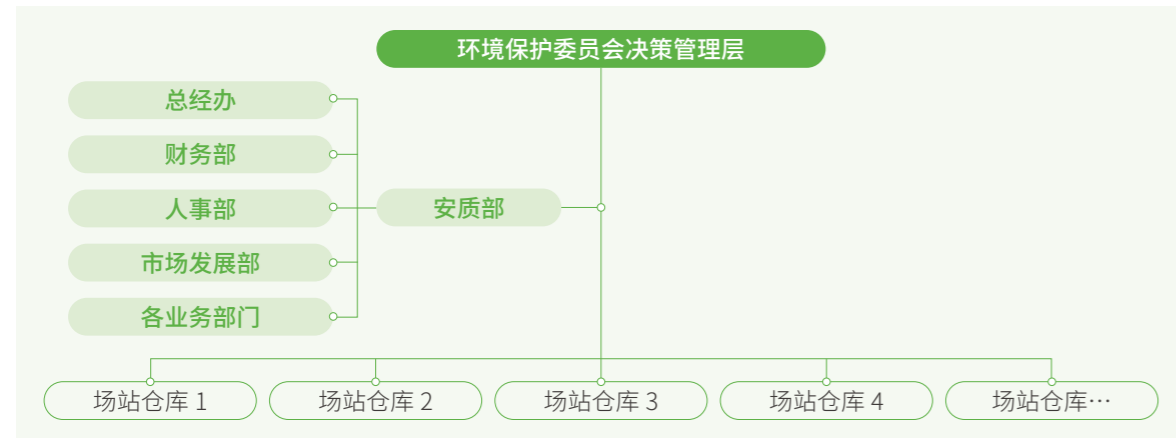 环境保护委员会决策管理层
总经办
财务部
人事部
安质部
市场发展部
各业务部门
场站仓库 1
场站仓库 2
场站仓库 3
场站仓库 4
场站仓库…